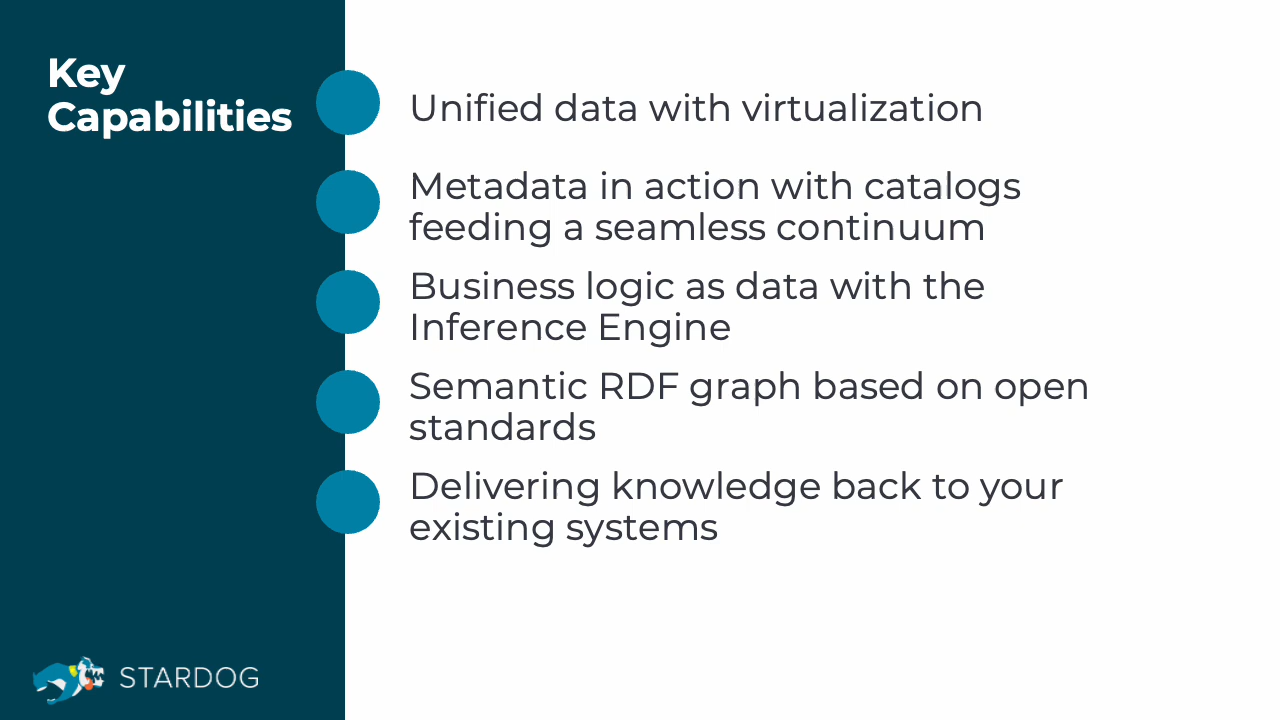 Key
Capabilities
Unified data with virtualization
Metadata in action with catalogs
feeding a seamless continuum
Business logic as data with the
Inference Engine
Semantic RDF graph based on open
standards
Delivering knowledge back to your
existing systems
STARDOG